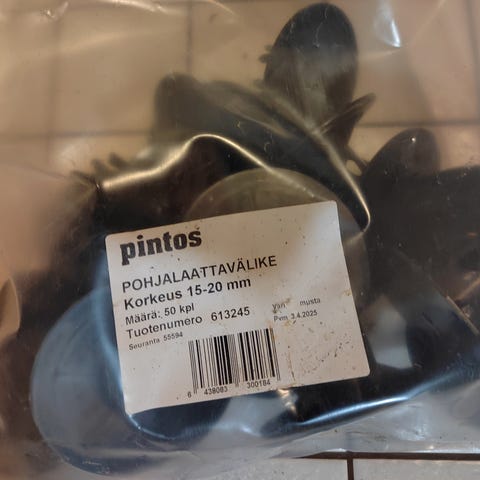 pintos
POHJALAATTAVÄLIKE
Korkeus 15-20 mm
Määrä: 50 kpl
Väri musta
Tuotenumero 613245
Pvm 3.4.2025
Seuranta 55594
6 438083 300184